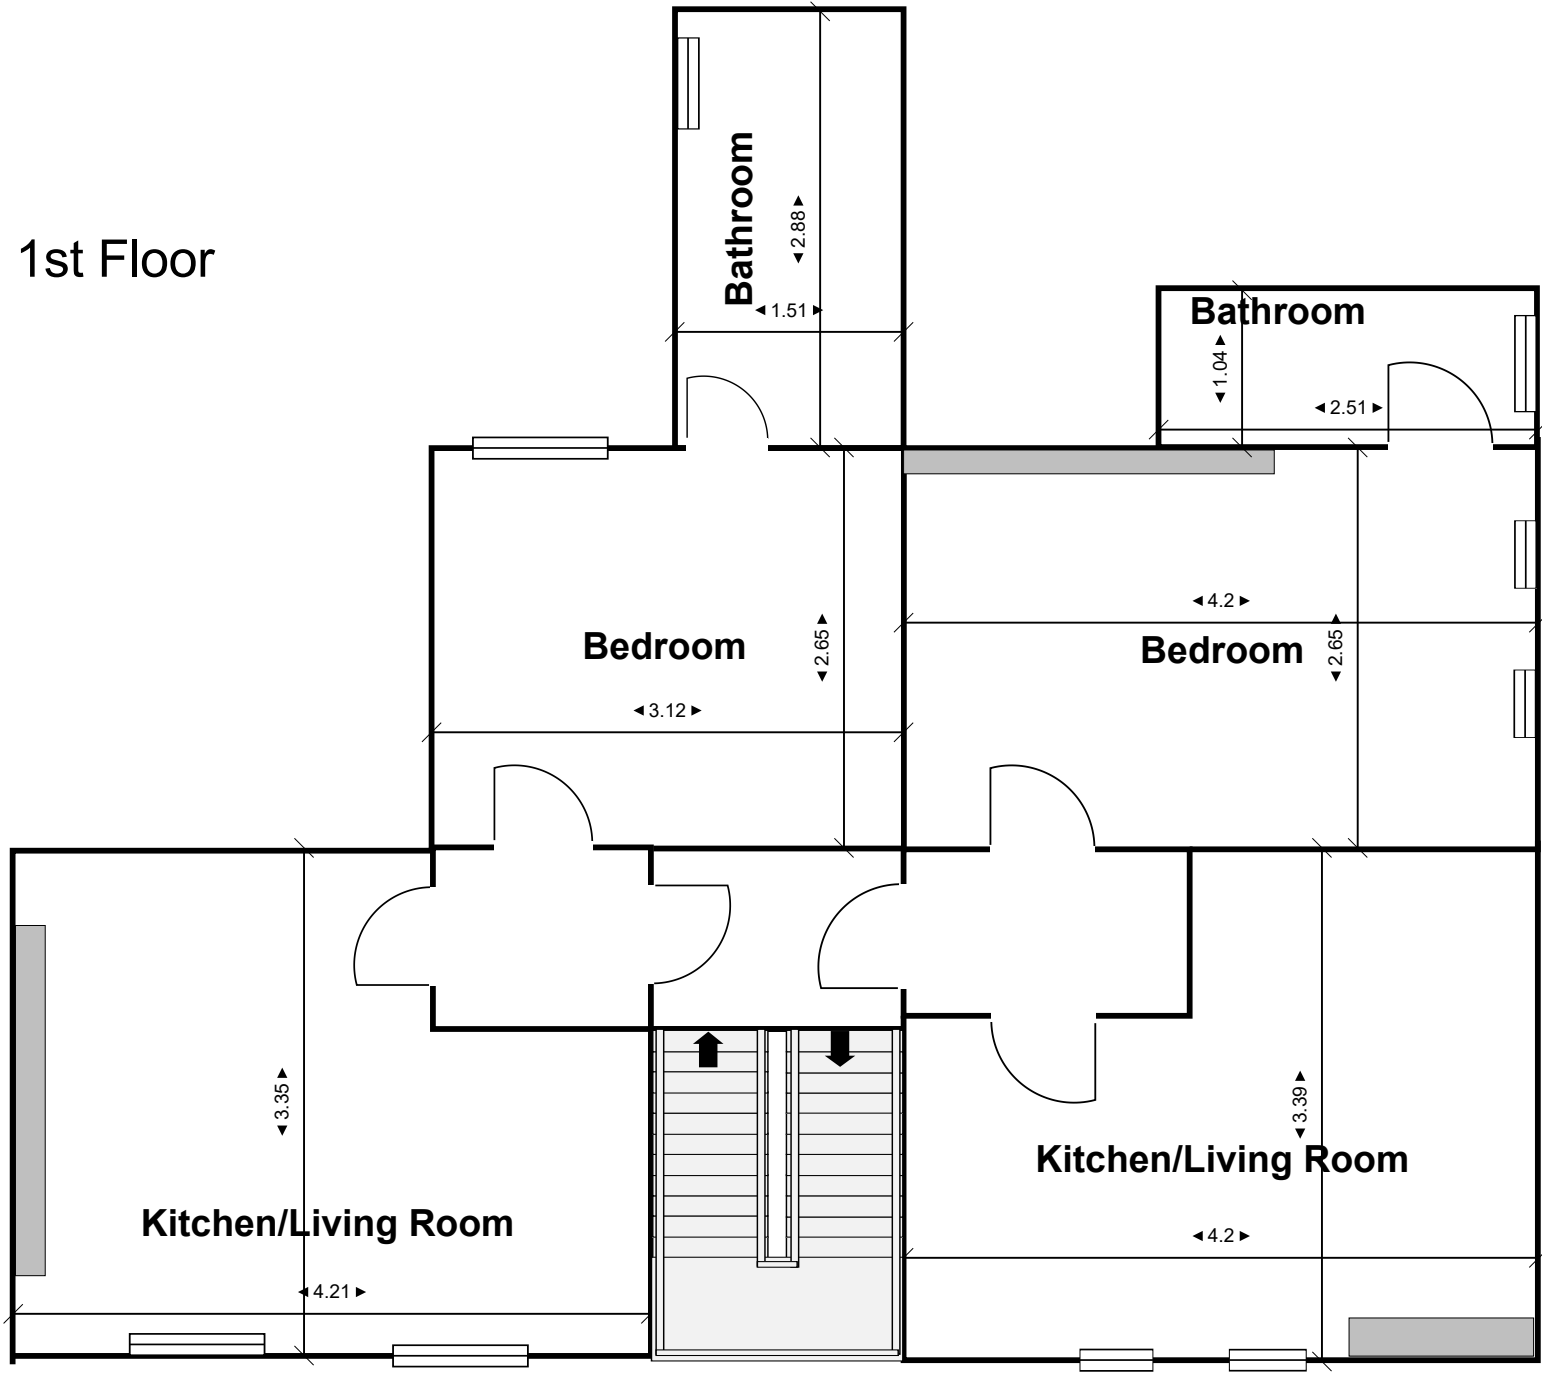 1st Floor
Bathroom
◄ 2.88 ►
◄ 1.51 ►
Bathroom
◄ 1.04 ►
◄ 2.51 ►
Bedroom
◄ 2.65 ►
◄ 3.12 ►
◄ 4.2 ►
Bedroom
◄ 2.65 ►
◄ 3.35 ►
Kitchen/Living Room
◄ 4.21 ►
◄ 3.39 ►
Kitchen/Living Room
◄ 4.2 ►